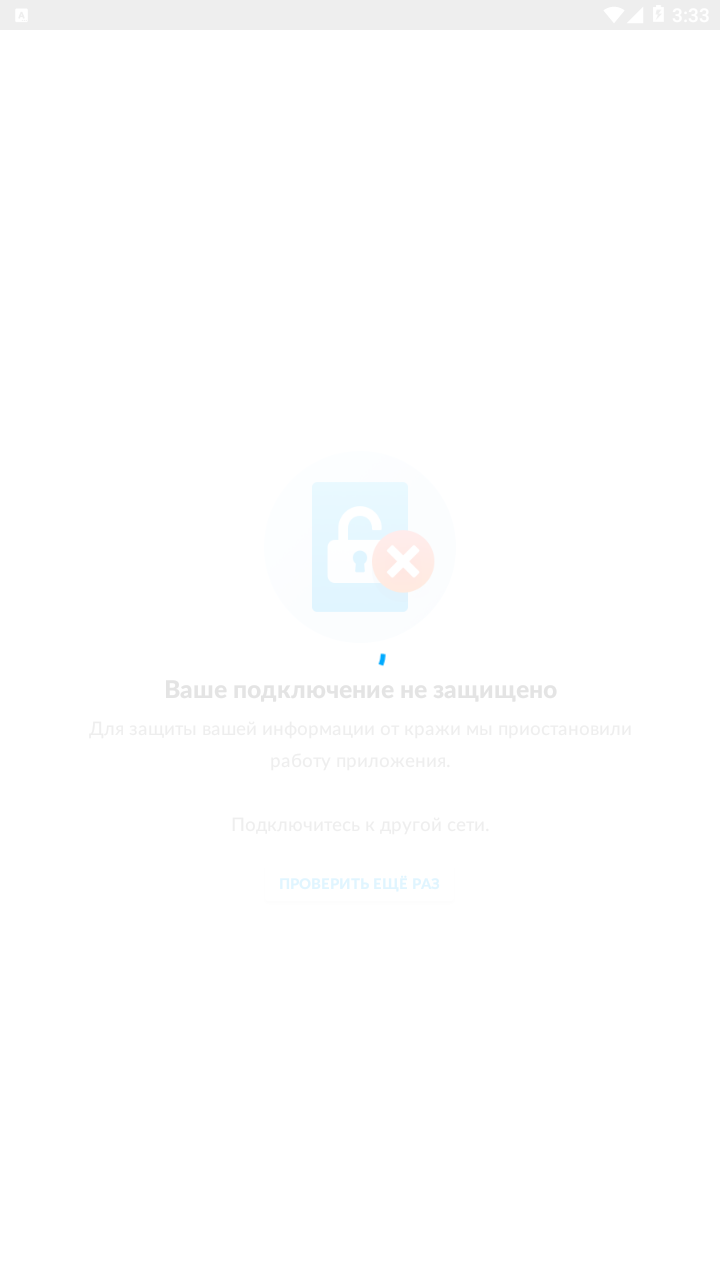 3:33
Ваше подключение не защищено
Для защиты вашей информации от кражи мы приостановили
работу приложения.
Подключитесь к другой сети.
ПРОВЕРИТЬ ЕЩЁ РАЗ